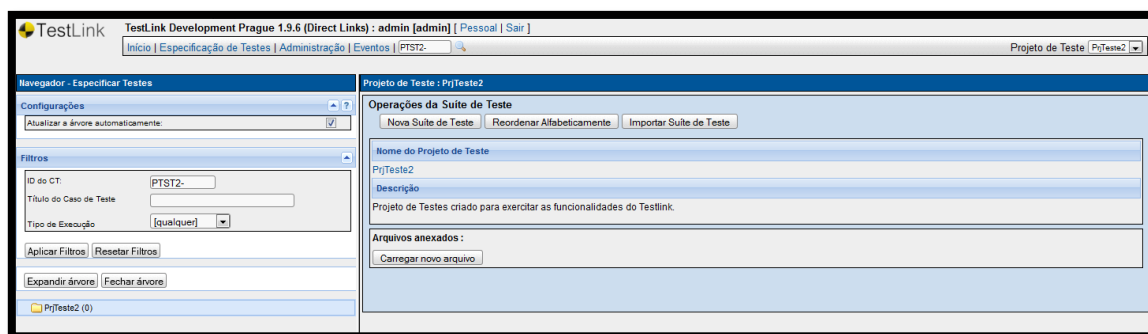 TestLink
TestLink Development Prague 1.9.6 (Direct Links) : admin [admin] [ Pessoal | Sair ]
Início | Especificação de Testes | Administração | Eventos | PTST2-
Projeto de Teste PrjTeste2
Navegador - Especificar Testes
Configurações
?
Atualizar a árvore automaticamente:
Filtros
ID do CT: PTST2-
Título do Caso de Teste
Tipo de Execução [qualquer]
Aplicar Filtros Resetar Filtros
Expandir árvore Fechar árvore
PrjTeste2 (0)
Projeto de Teste : PrjTeste2
Operações da Suíte de Teste
Nova Suíte de Teste Reordenar Alfabeticamente Importar Suíte de Teste
Nome do Projeto de Teste
PrjTeste2
Descrição
Projeto de Testes criado para exercitar as funcionalidades do Testlink.
Arquivos anexados :
Carregar novo arquivo